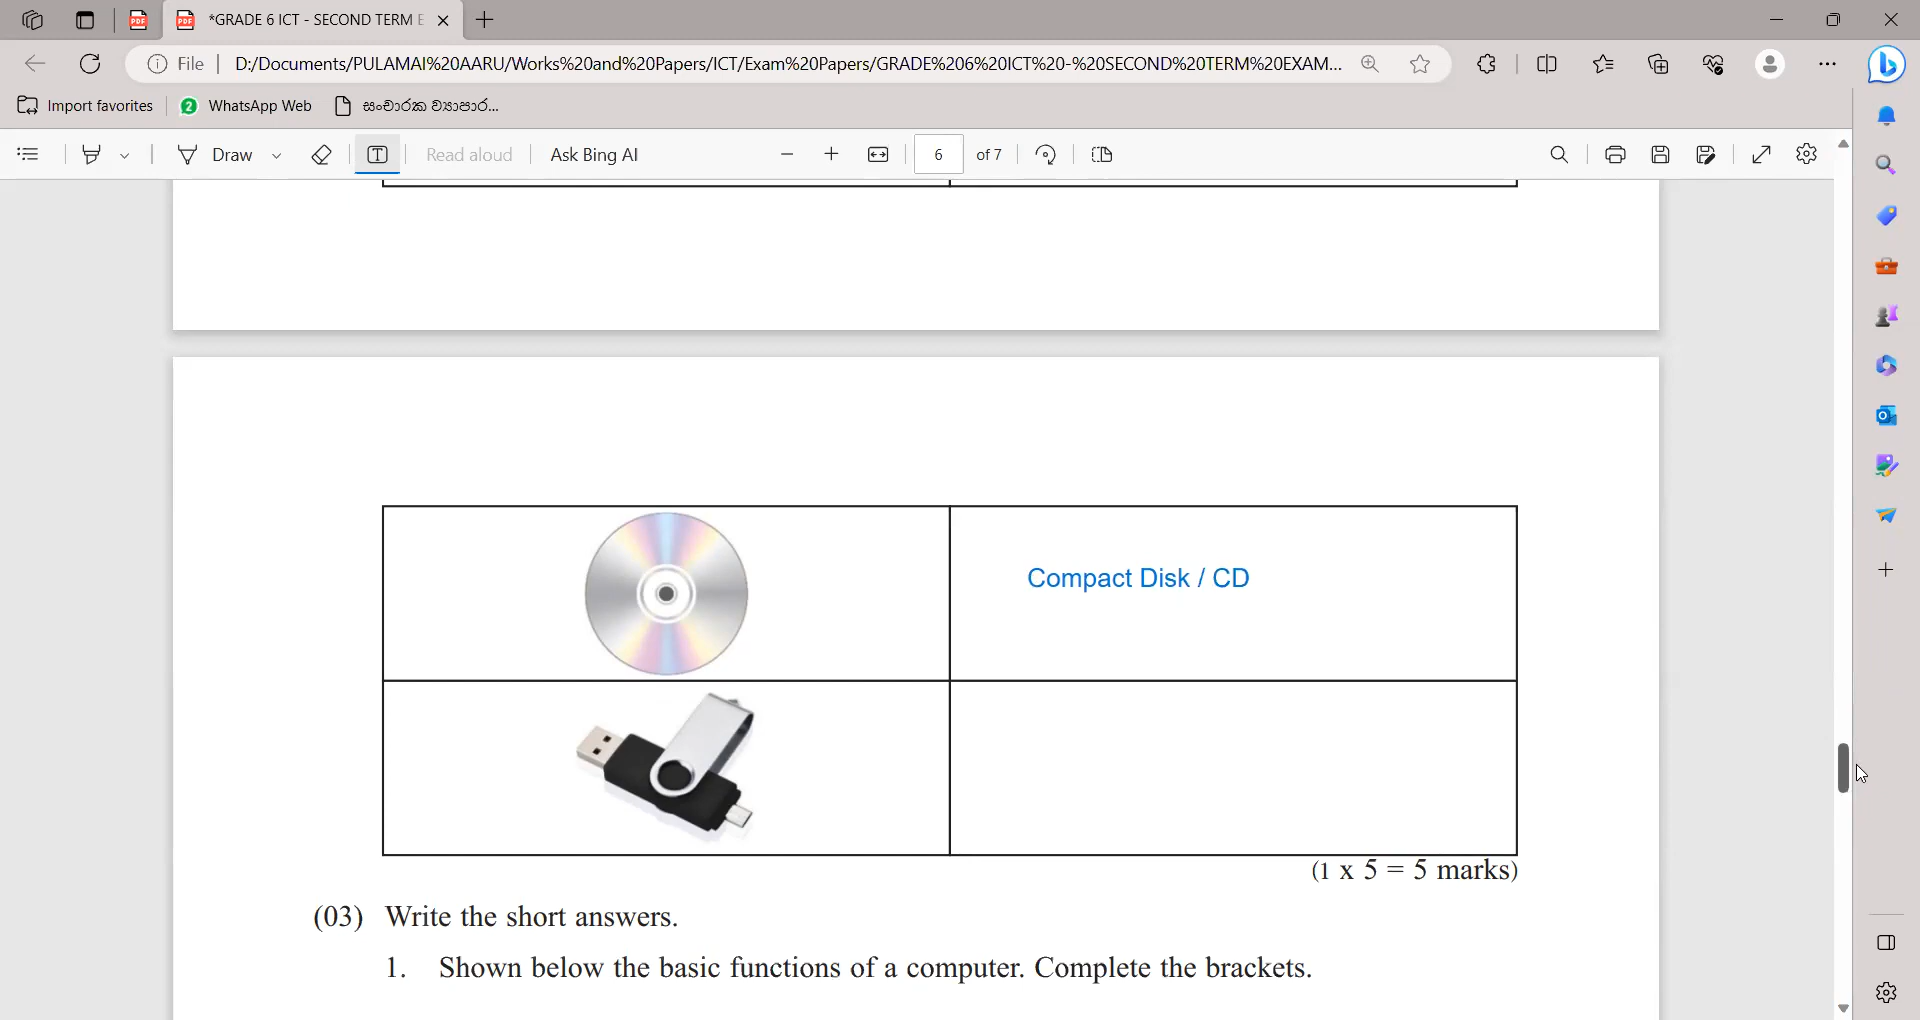 *GRADE 6 ICT - SECOND TERM E
File
D:/Documents/PULAMAI%20AARU/Works%20and%20Papers/ICT/Exam%20Papers/GRADE%206%20ICT%20-%20SECOND%20TERM%20EXAM...
Import favorites
2 WhatsApp Web
සංචාරක ව්‍යාපාර...
Draw
Read aloud
Ask Bing AI
6 of 7
Compact Disk / CD
(1 x 5 = 5 marks)
(03) Write the short answers.
1. Shown below the basic functions of a computer. Complete the brackets.